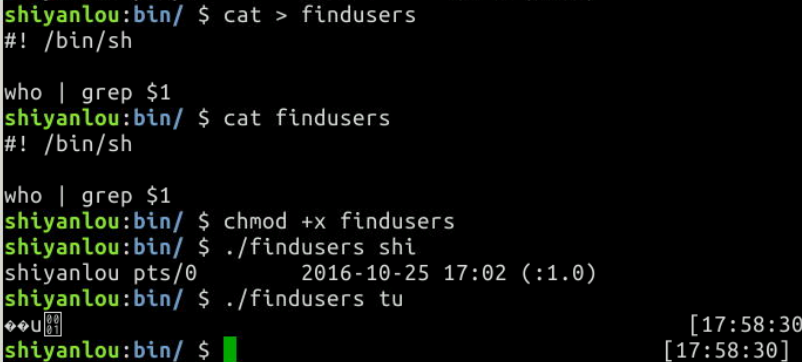 shiyanlou:bin/ $ cat > findusers
#! /bin/sh
who | grep $1
shiyanlou:bin/ $ cat findusers
#! /bin/sh
who | grep $1
shiyanlou:bin/ $ chmod +x findusers
shiyanlou:bin/ $ ./findusers shi
shiyanlou pts/0 2016-10-25 17:02 (:1.0)
shiyanlou:bin/ $ ./findusers tu
��u [17:58:30
shiyanlou:bin/ $ [17:58:30]